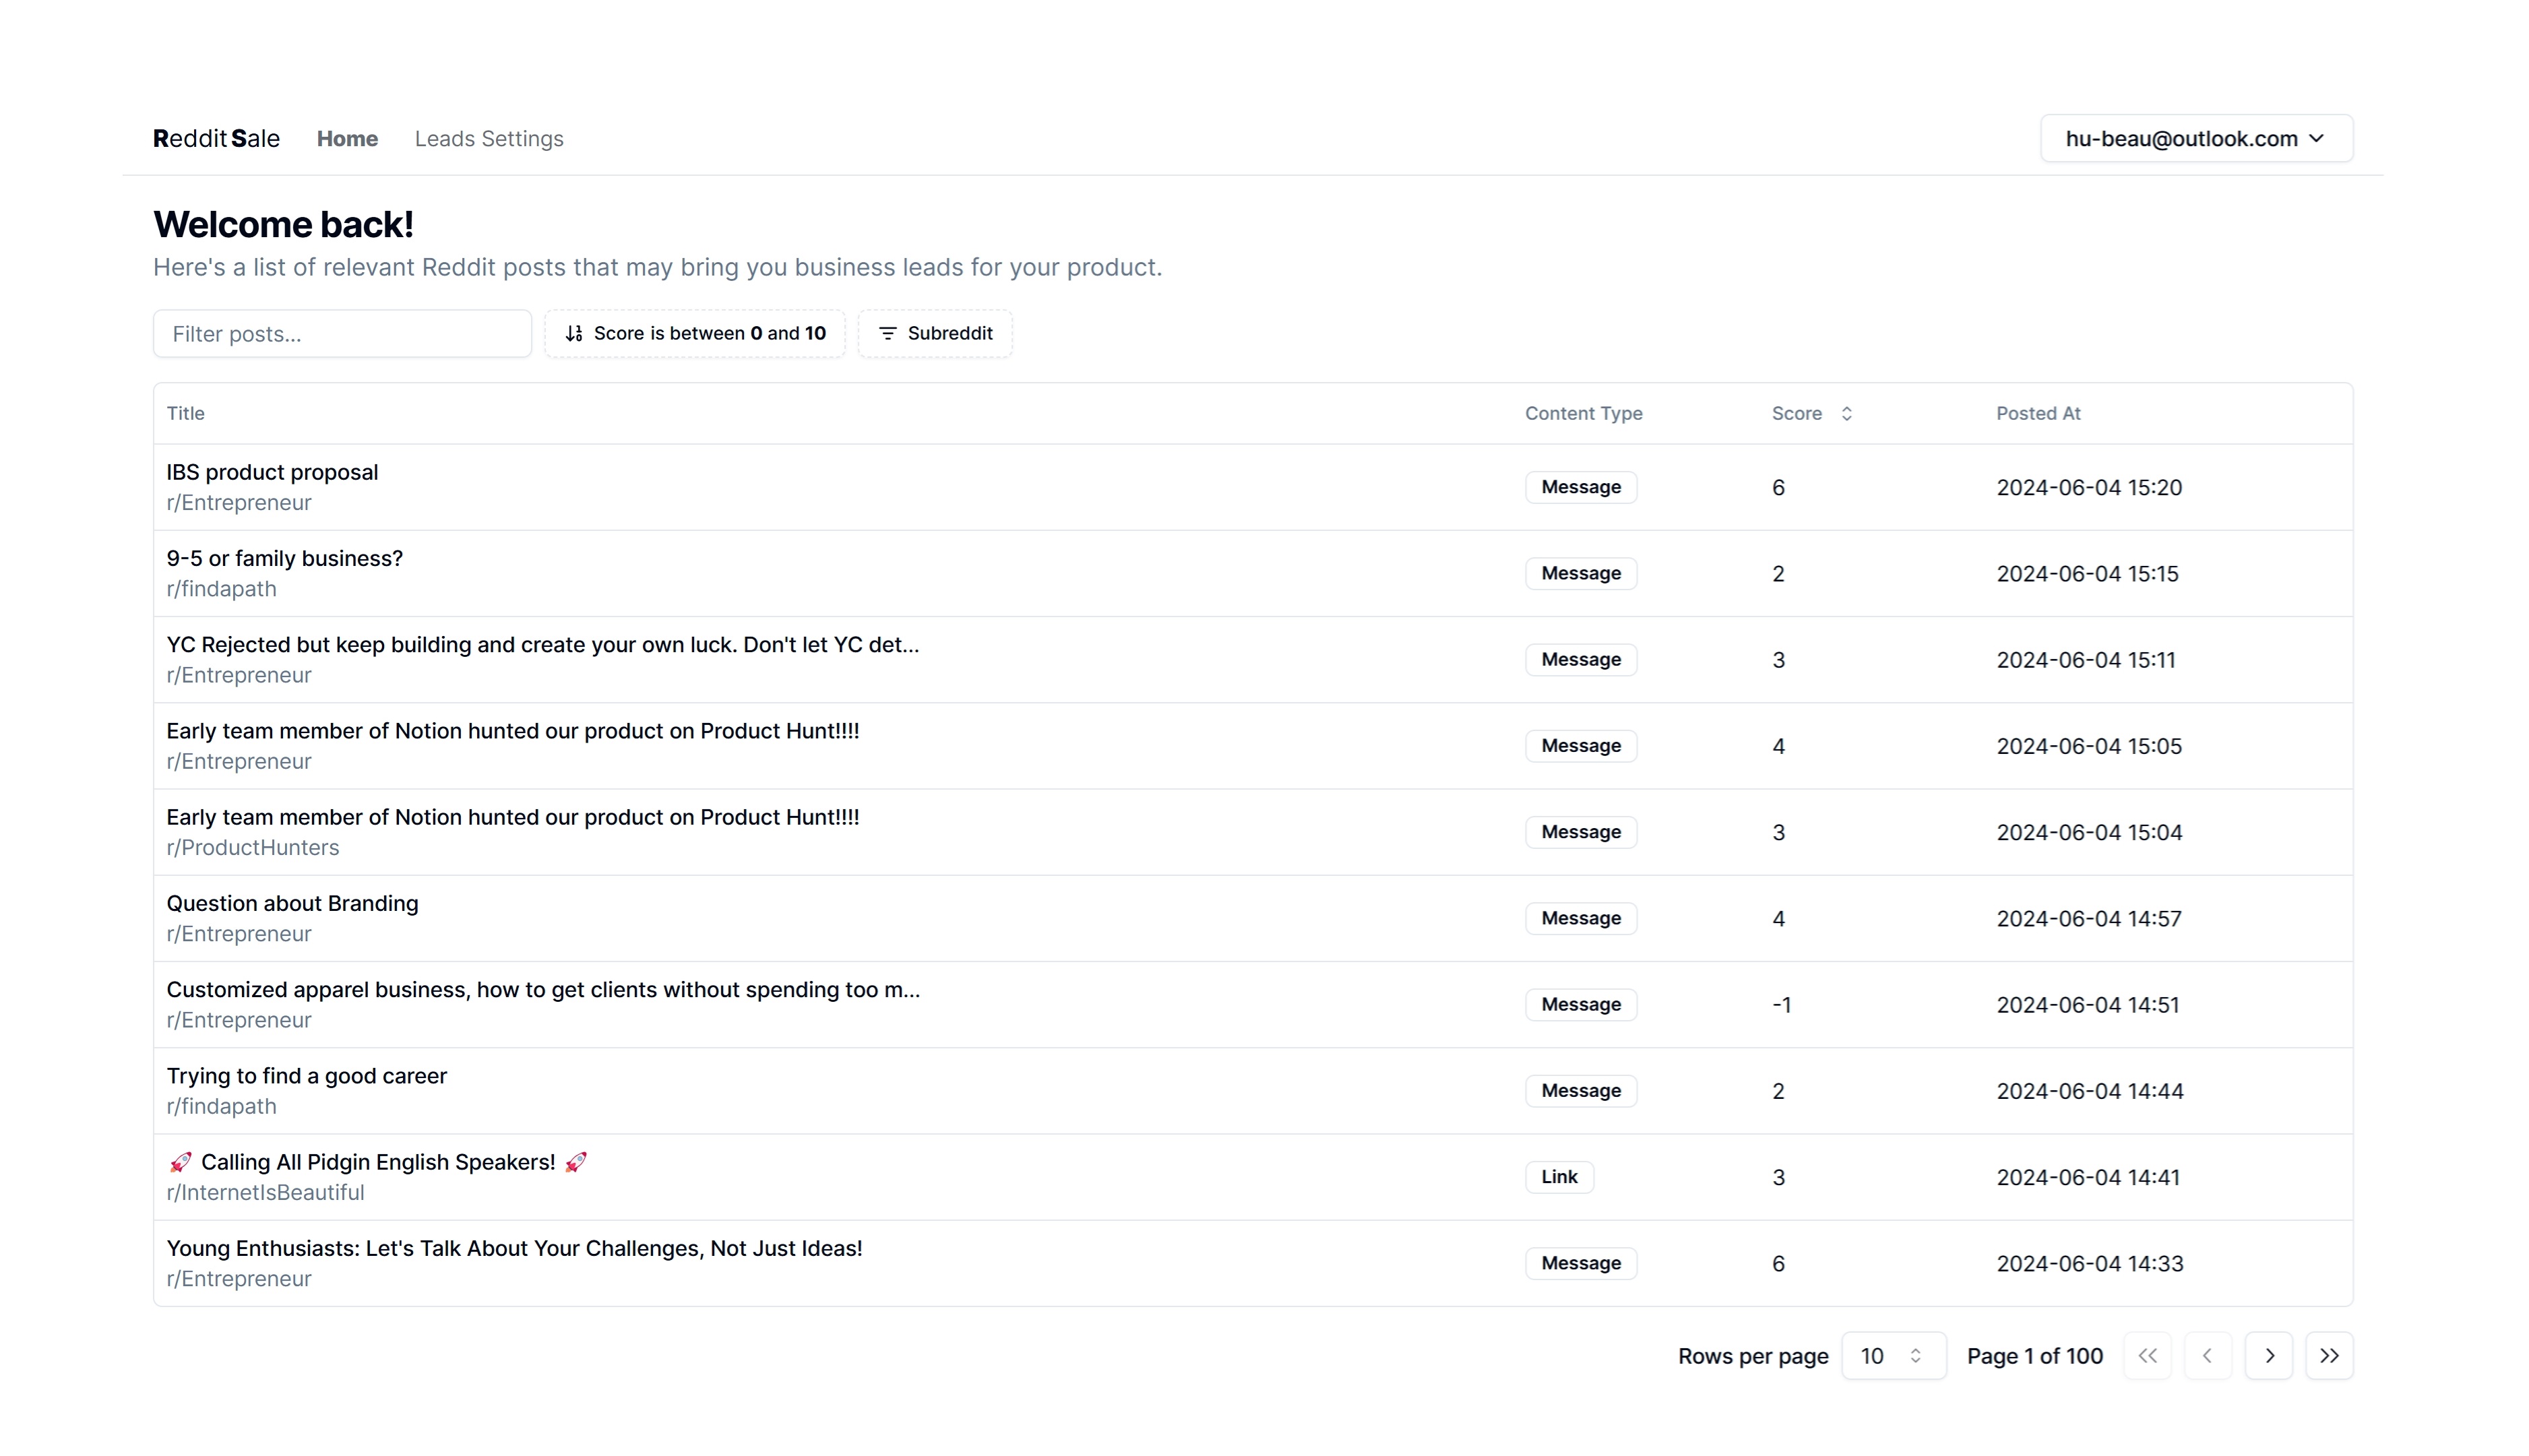 RedditSale Home Leads Settings hu-beau@outlook.com
Welcome back!
Here's a list of relevant Reddit posts that may bring you business leads for your product.
Filter posts... Score is between 0 and 10 Subreddit
Title Content Type Score Posted At
IBS product proposal
r/Entrepreneur
Message 6 2024-06-04 15:20
9-5 or family business?
r/findapath
Message 2 2024-06-04 15:15
YC Rejected but keep building and create your own luck. Don't let YC det...
r/Entrepreneur
Message 3 2024-06-04 15:11
Early team member of Notion hunted our product on Product Hunt!!!!
r/Entrepreneur
Message 4 2024-06-04 15:05
Early team member of Notion hunted our product on Product Hunt!!!!
r/ProductHunters
Message 3 2024-06-04 15:04
Question about Branding
r/Entrepreneur
Message 4 2024-06-04 14:57
Customized apparel business, how to get clients without spending too m...
r/Entrepreneur
Message -1 2024-06-04 14:51
Trying to find a good career
r/findapath
Message 2 2024-06-04 14:44
🚀 Calling All Pidgin English Speakers! 🚀
r/InternetIsBeautiful
Link 3 2024-06-04 14:41
Young Enthusiasts: Let's Talk About Your Challenges, Not Just Ideas!
r/Entrepreneur
Message 6 2024-06-04 14:33
Rows per page 10 Page 1 of 100